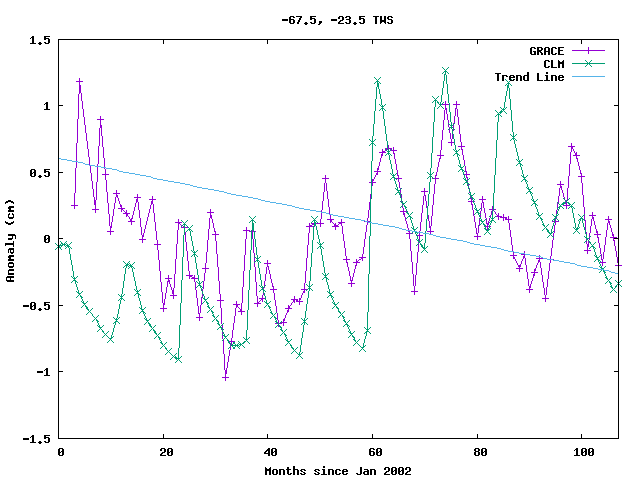 -67.5, -23.5 TWS
GRACE
CLM
Trend Line
1.5
1
0.5
0
-0.5
-1
-1.5
Anomaly (cm)
0 20 40 60 80 100
Months since Jan 2002